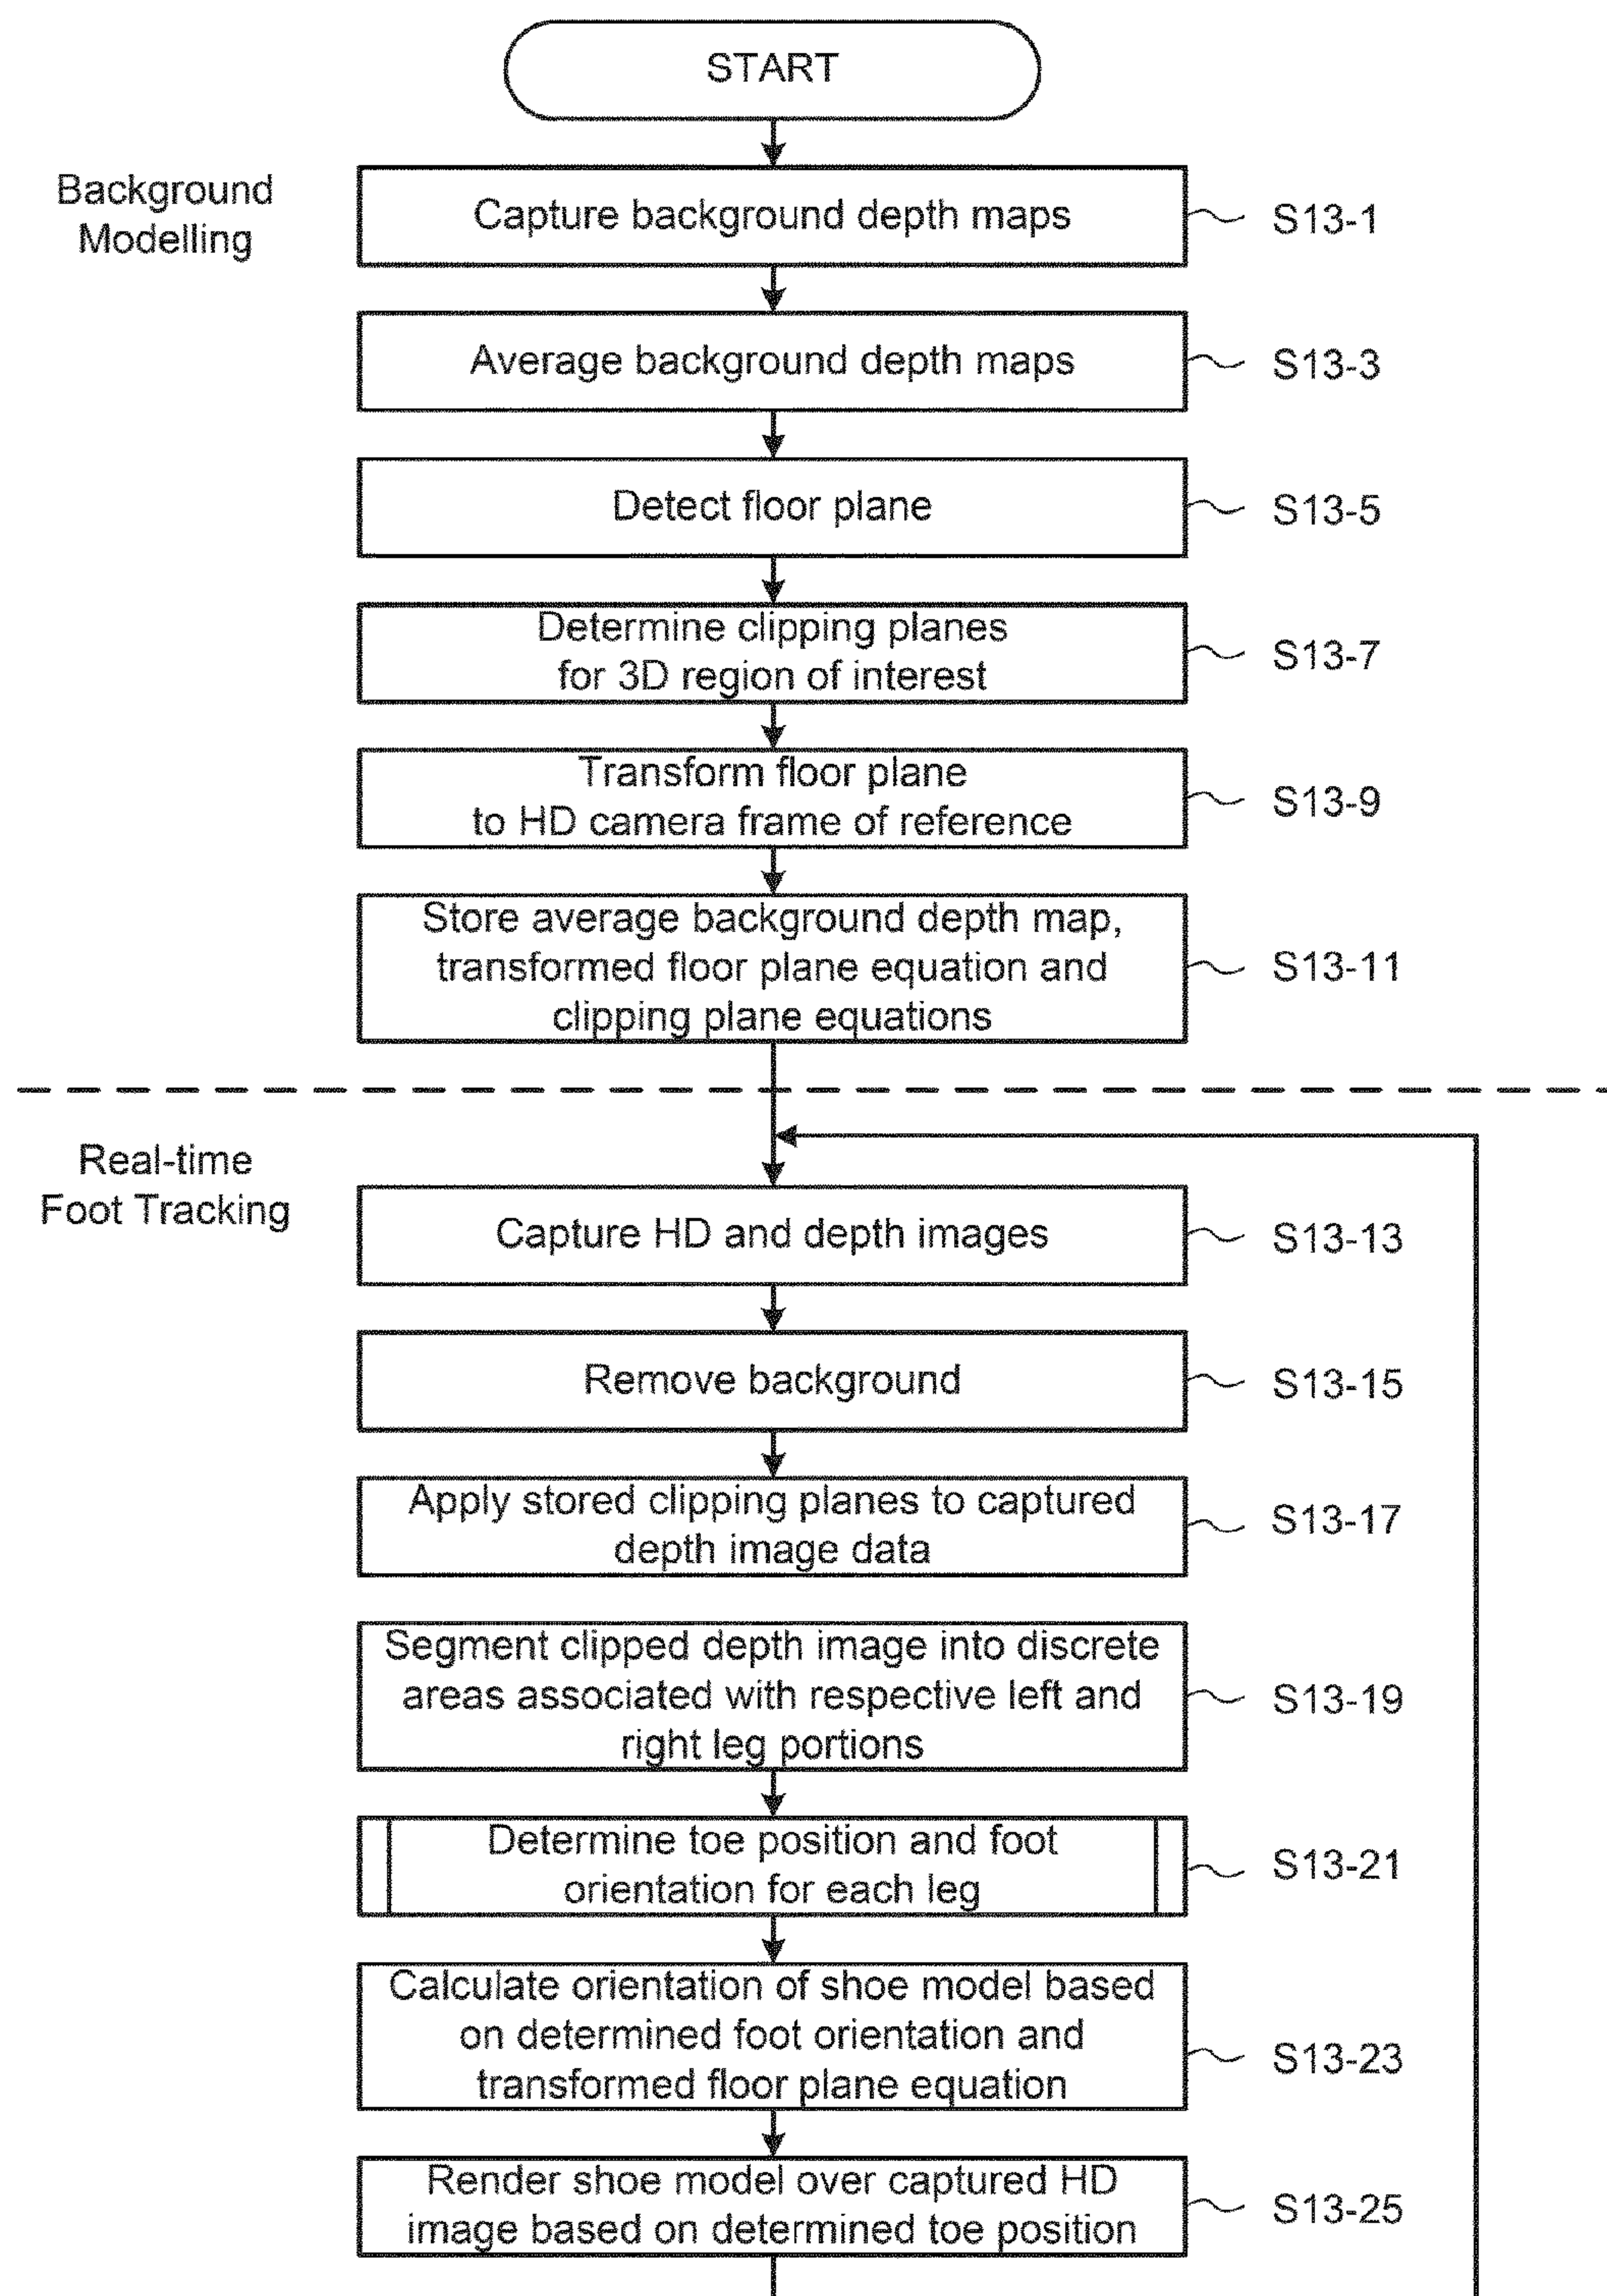 START
Background
Modelling
Capture background depth maps
S13-1
Average background depth maps
S13-3
Detect floor plane
S13-5
Determine clipping planes
for 3D region of interest
S13-7
Transform floor plane
to HD camera frame of reference
S13-9
Store average background depth map,
transformed floor plane equation and
clipping plane equations
S13-11
Real-time
Foot Tracking
Capture HD and depth images
S13-13
Remove background
S13-15
Apply stored clipping planes to captured
depth image data
S13-17
Segment clipped depth image into discrete
areas associated with respective left and
right leg portions
S13-19
Determine toe position and foot
orientation for each leg
S13-21
Calculate orientation of shoe model based
on determined foot orientation and
transformed floor plane equation
S13-23
Render shoe model over captured HD
image based on determined toe position
S13-25